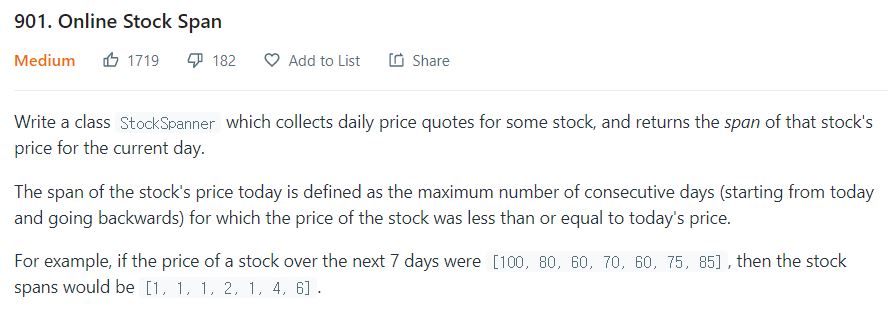 901. Online Stock Span
Medium 1719 182 Add to List Share
Write a class StockSpanner which collects daily price quotes for some stock, and returns the span of that stock's
price for the current day.
The span of the stock's price today is defined as the maximum number of consecutive days (starting from today
and going backwards) for which the price of the stock was less than or equal to today's price.
For example, if the price of a stock over the next 7 days were [100, 80, 60, 70, 60, 75, 85] , then the stock
spans would be [1, 1, 1, 2, 1, 4, 6] .